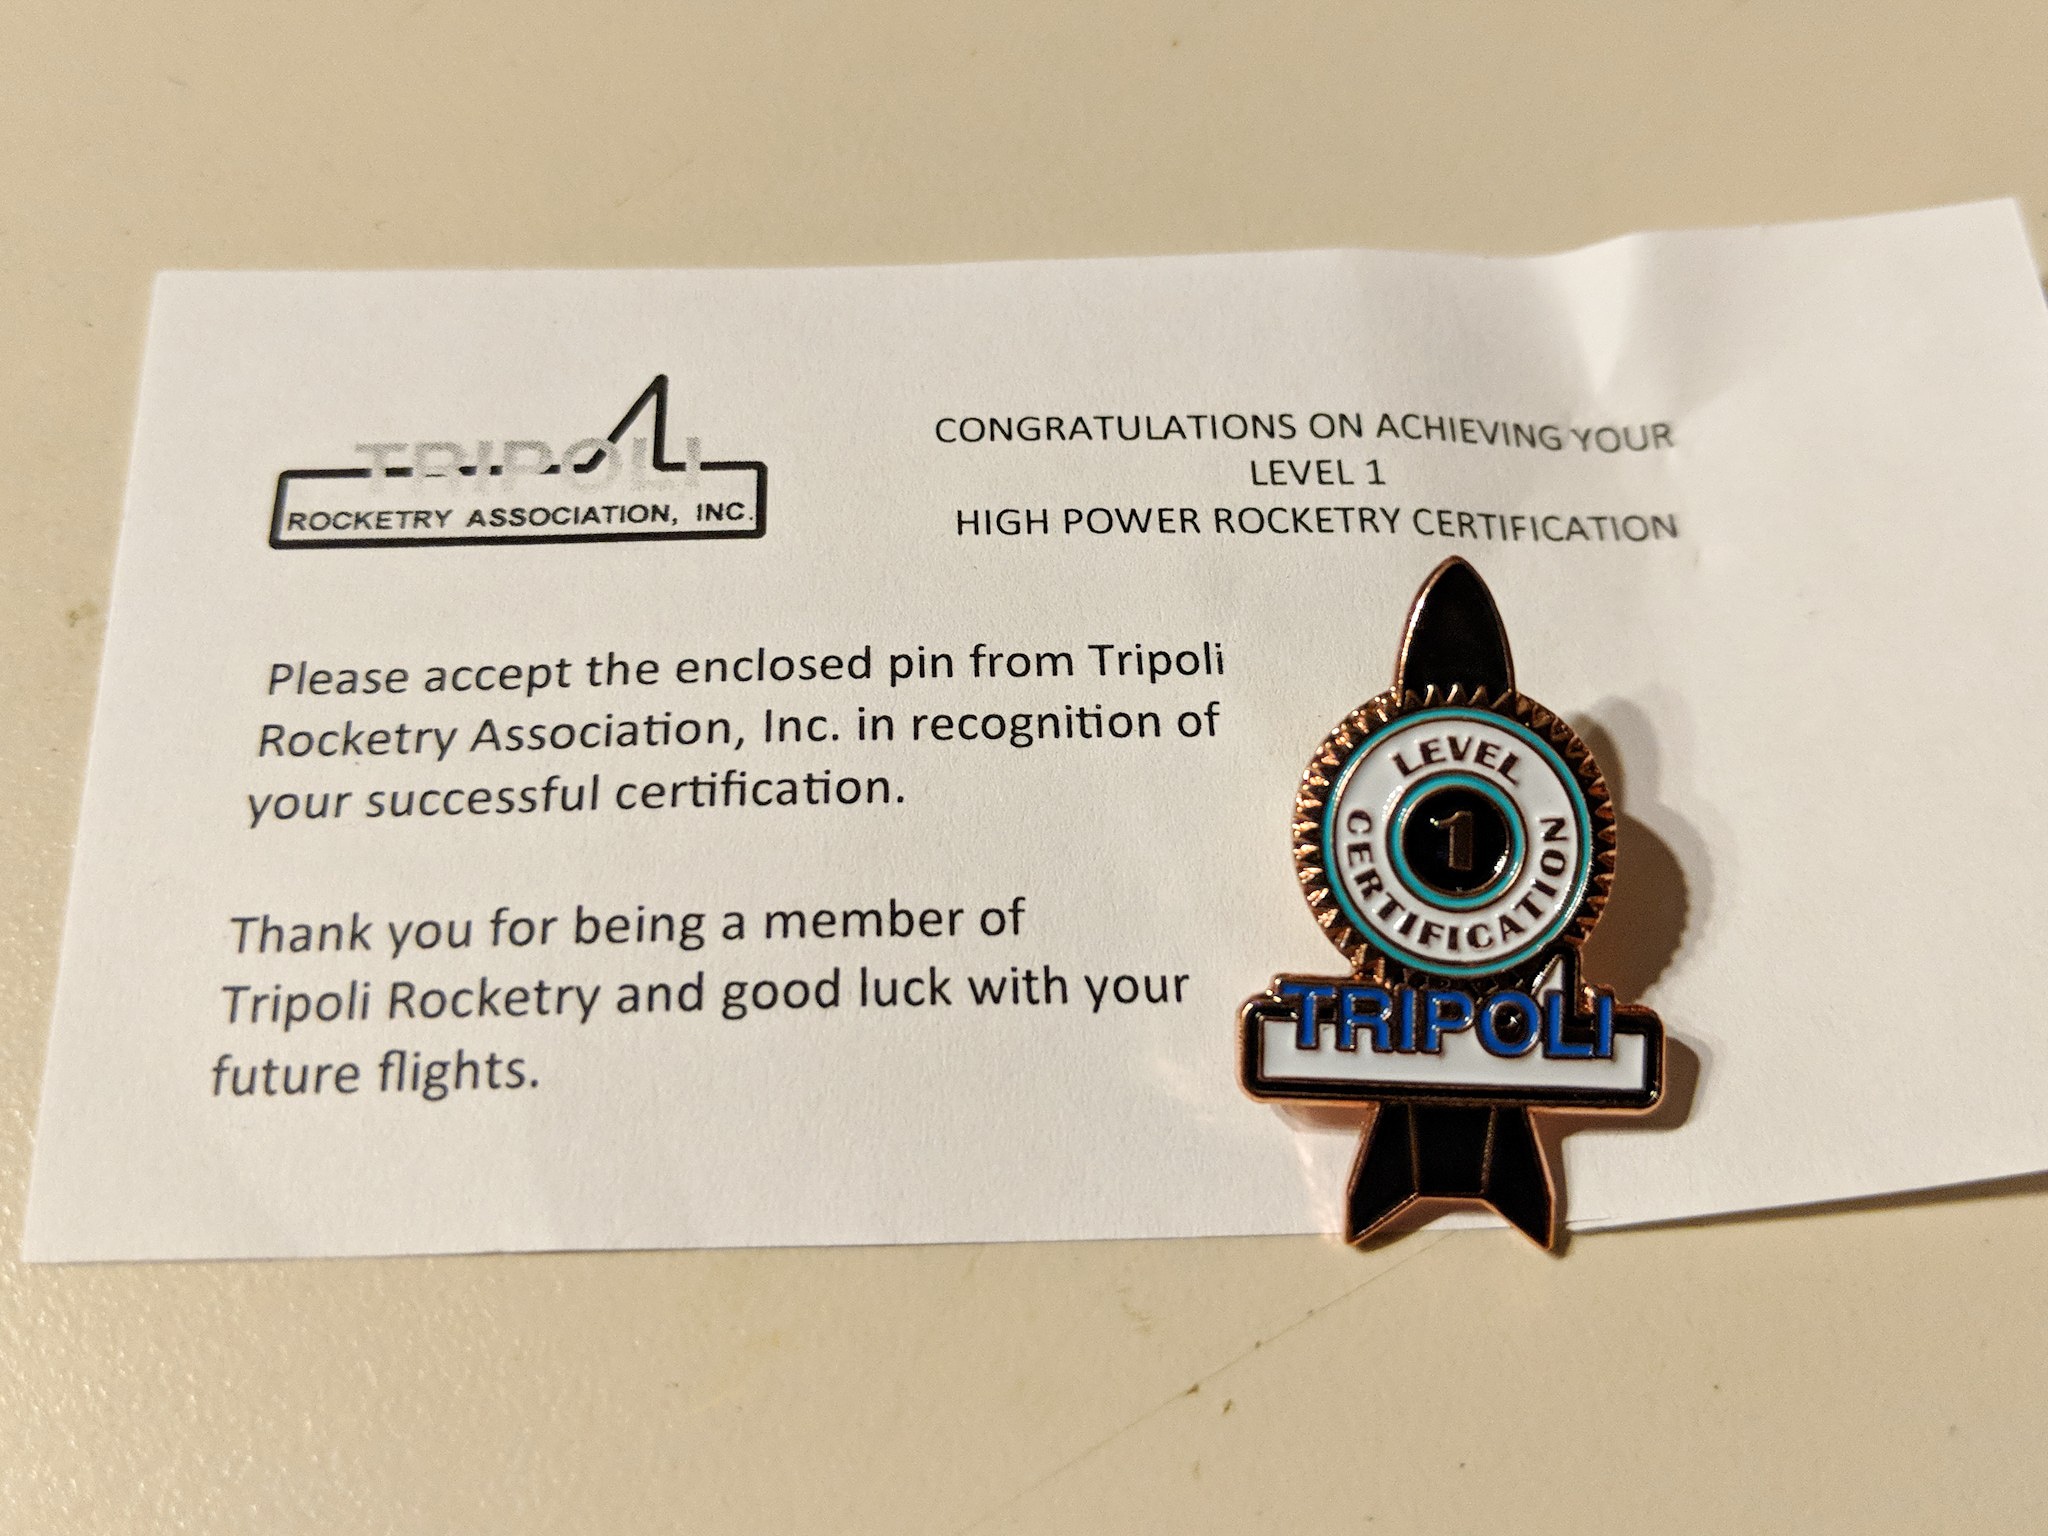 TRIPOLI
ROCKETRY ASSOCIATION, INC.
CONGRATULATIONS ON ACHIEVING YOUR
LEVEL 1
HIGH POWER ROCKETRY CERTIFICATION
Please accept the enclosed pin from Tripoli
Rocketry Association, Inc. in recognition of
your successful certification.
Thank you for being a member of
Tripoli Rocketry and good luck with your
future flights.
LEVEL
1
CERTIFICATION
TRIPOLI